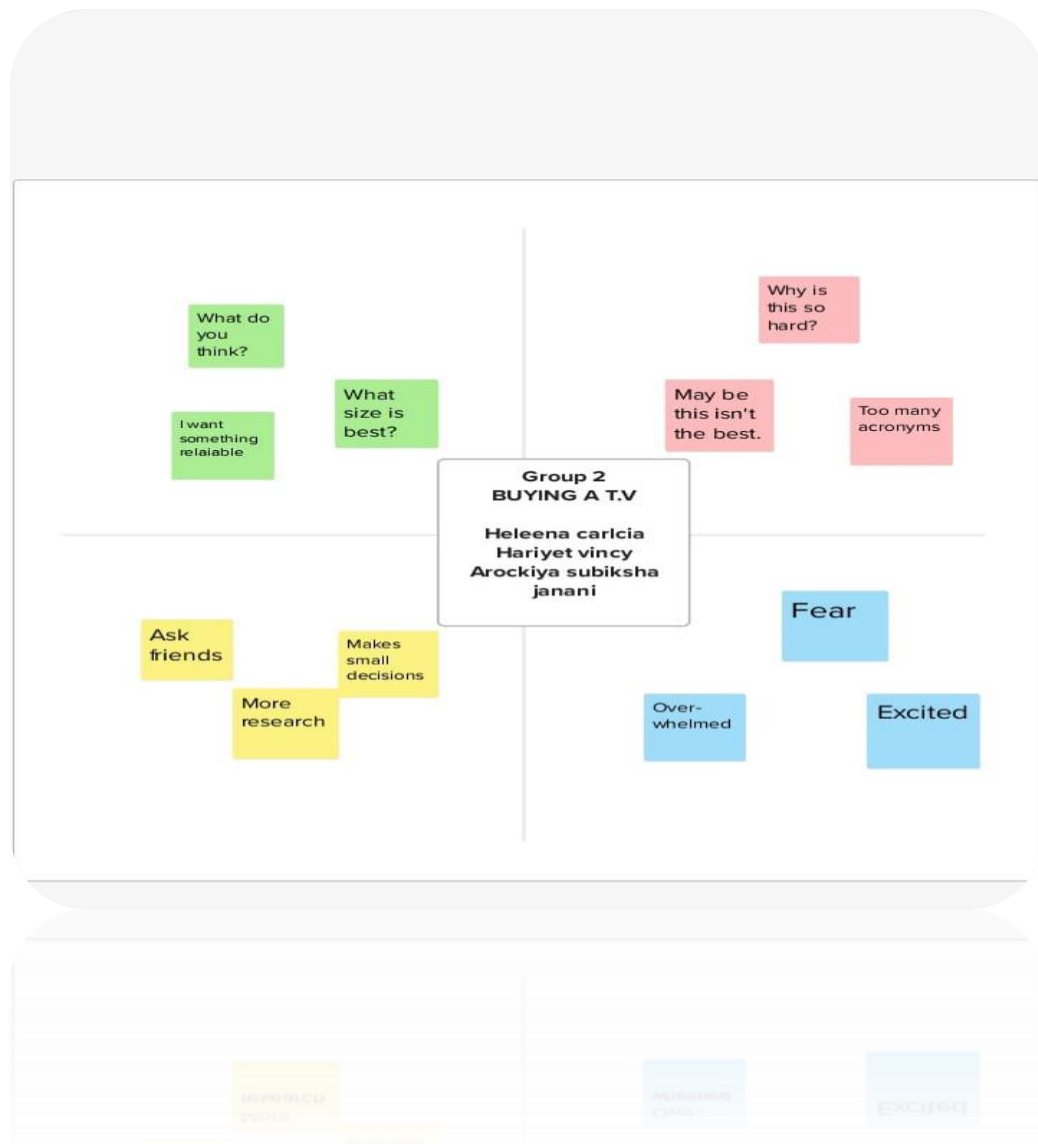 What do
you
think?
What
size is
best?
I want
something
relaiable
Why is
this so
hard?
May be
this isn't
the best.
Too many
acronyms
Group 2
BUYING A T.V
Heleena carlcia
Hariyet vincy
Arockiya subiksha
janani
Ask
friends
Makes
small
decisions
More
research
Fear
Over-
whelmed
Excited